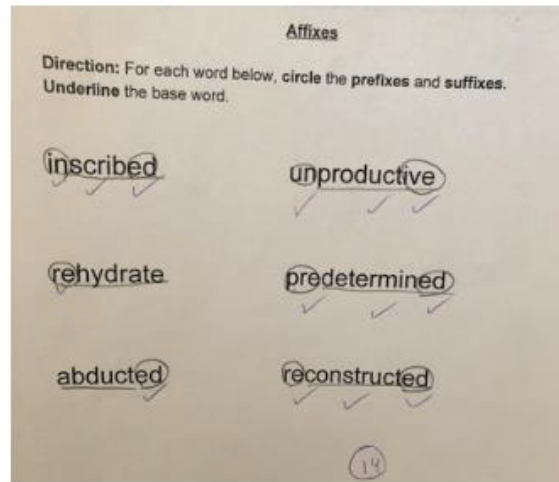 Affixes
Direction: For each word below, circle the prefixes and suffixes.
Underline the base word.
inscribed unproductive
rehydrate predetermined
abducted reconstructed
14